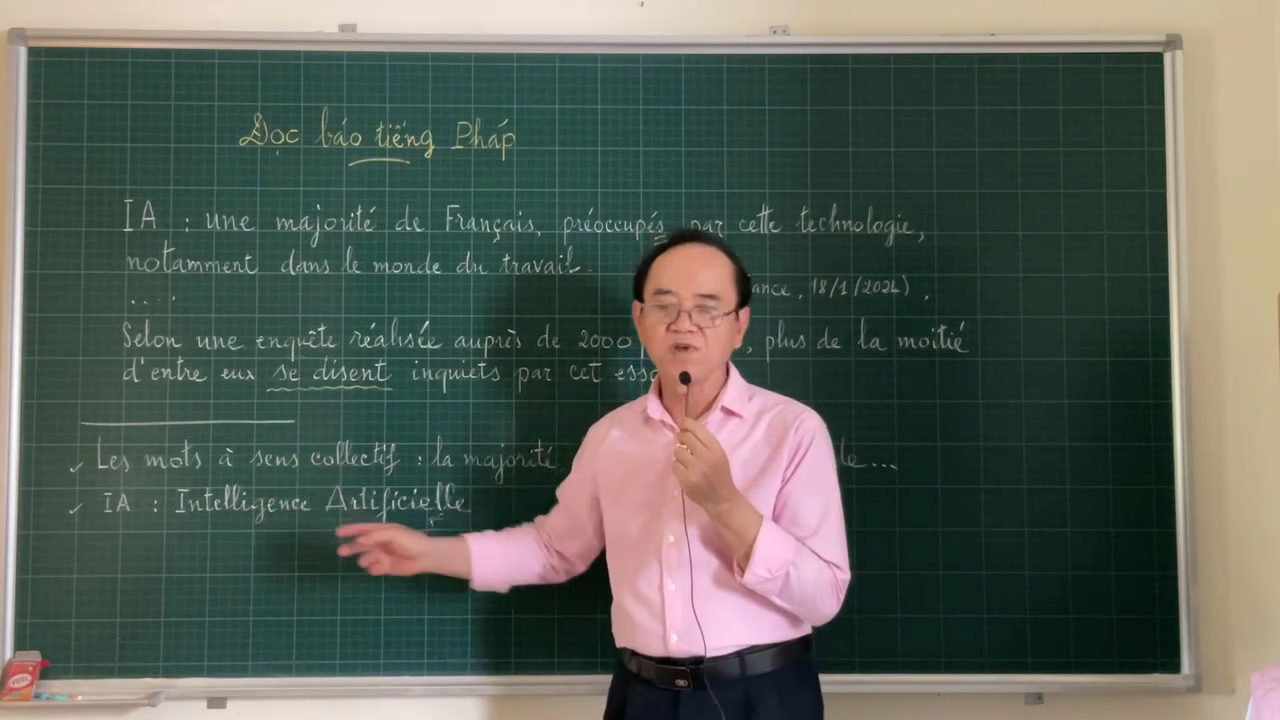 Đọc báo tiếng Pháp
IA : une majorité de Français, préoccupés par cette technologie,
notamment dans le monde du travail.
...., 18/1/2024),
Selon une enquête réalisée auprès de 2000 , plus de la moitié
d'entre eux se disent inquiets par cet
✓ Les mots à sens collectif : la majorité
✓ IA : Intelligence Artificielle